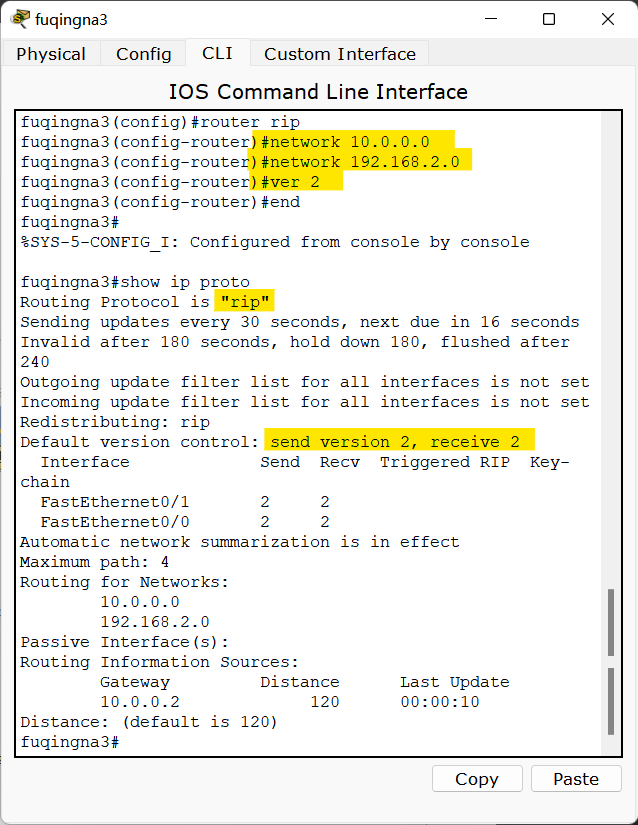 fuqingna3
Physical Config CLI Custom Interface
IOS Command Line Interface
fuqingna3(config)#router rip
fuqingna3(config-router)#network 10.0.0.0
fuqingna3(config-router)#network 192.168.2.0
fuqingna3(config-router)#ver 2
fuqingna3(config-router)#end
fuqingna3#
%SYS-5-CONFIG_I: Configured from console by console
fuqingna3#show ip proto
Routing Protocol is "rip"
Sending updates every 30 seconds, next due in 16 seconds
Invalid after 180 seconds, hold down 180, flushed after
240
Outgoing update filter list for all interfaces is not set
Incoming update filter list for all interfaces is not set
Redistributing: rip
Default version control: send version 2, receive 2
Interface Send Recv Triggered RIP Key-
chain
FastEthernet0/1 2 2
FastEthernet0/0 2 2
Automatic network summarization is in effect
Maximum path: 4
Routing for Networks:
10.0.0.0
192.168.2.0
Passive Interface(s):
Routing Information Sources:
Gateway Distance Last Update
10.0.0.2 120 00:00:10
Distance: (default is 120)
fuqingna3#
Copy Paste